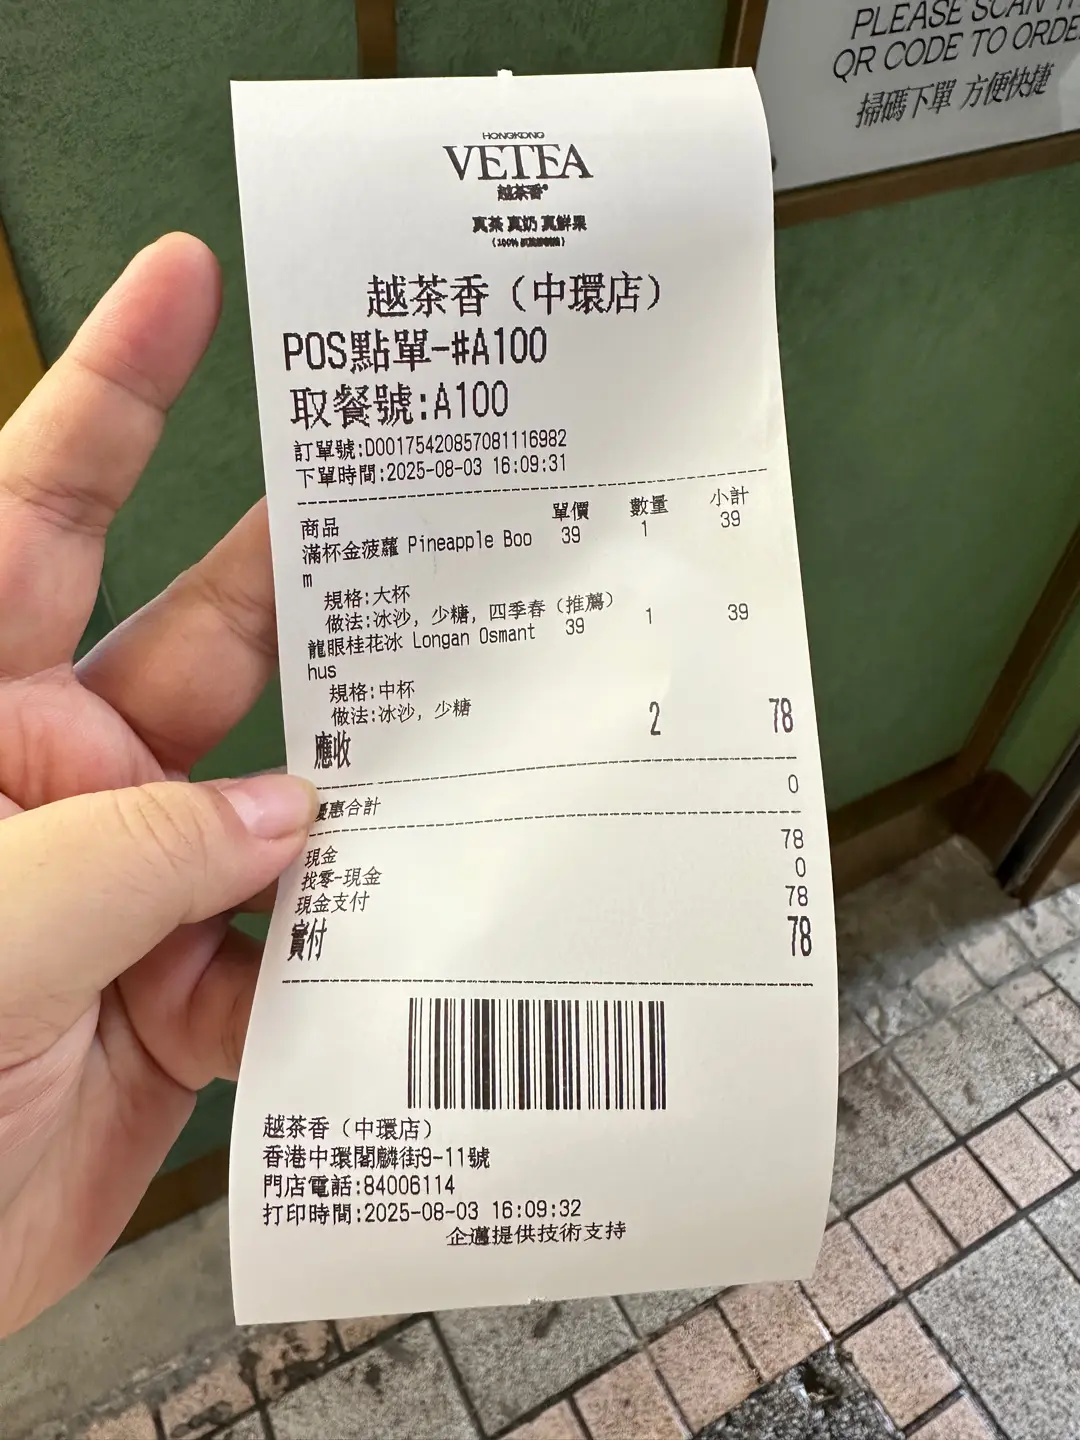 PLEASE SCAN
QR CODE TO ORDE
掃碼下單 方便快捷
HONGKONG
VETEA
越茶香®
真茶 真奶 真鮮果
越茶香（中環店）
POS點單-#A100
取餐號:A100
訂單號:D00175420857081116982
下單時間:2025-08-03 16:09:31
商品 單價 數量 小計
滿杯金菠蘿 Pineapple Boo 39 1 39
m
規格:大杯
做法:冰沙, 少糖, 四季春（推薦）
龍眼桂花冰 Longan Osmant 39 1 39
hus
規格:中杯
做法:冰沙, 少糖
應收 2 78
優惠合計 0
現金 78
找零-現金 0
現金支付 78
實付 78
越茶香（中環店）
香港中環閣麟街9-11號
門店電話:84006114
打印時間:2025-08-03 16:09:32
企邁提供技術支持